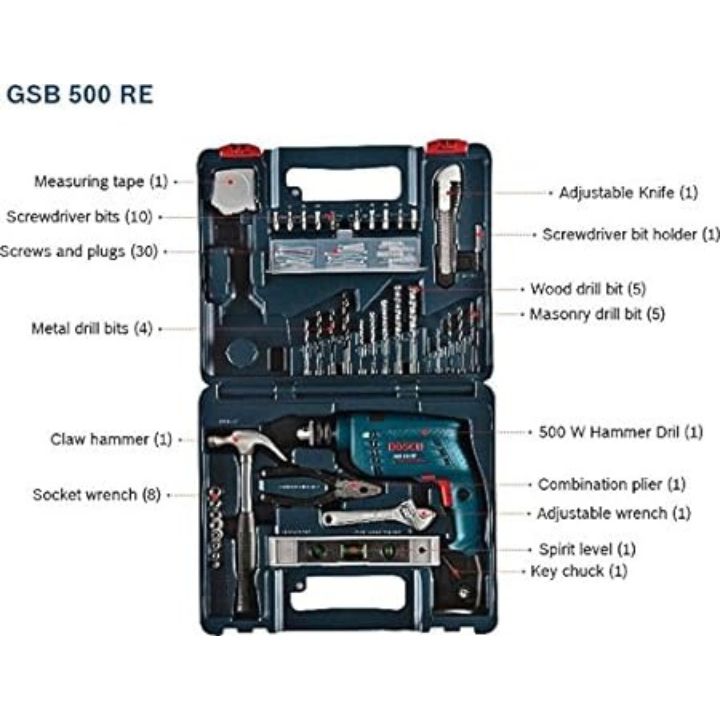 GSB 500 RE
Measuring tape (1)
Screwdriver bits (10)
Screws and plugs (30)
Metal drill bits (4)
Claw hammer (1)
Socket wrench (8)
Adjustable Knife (1)
Screwdriver bit holder (1)
Wood drill bit (5)
Masonry drill bit (5)
500 W Hammer Dril (1)
Combination plier (1)
Adjustable wrench (1)
Spirit level (1)
Key chuck (1)
BOSCH